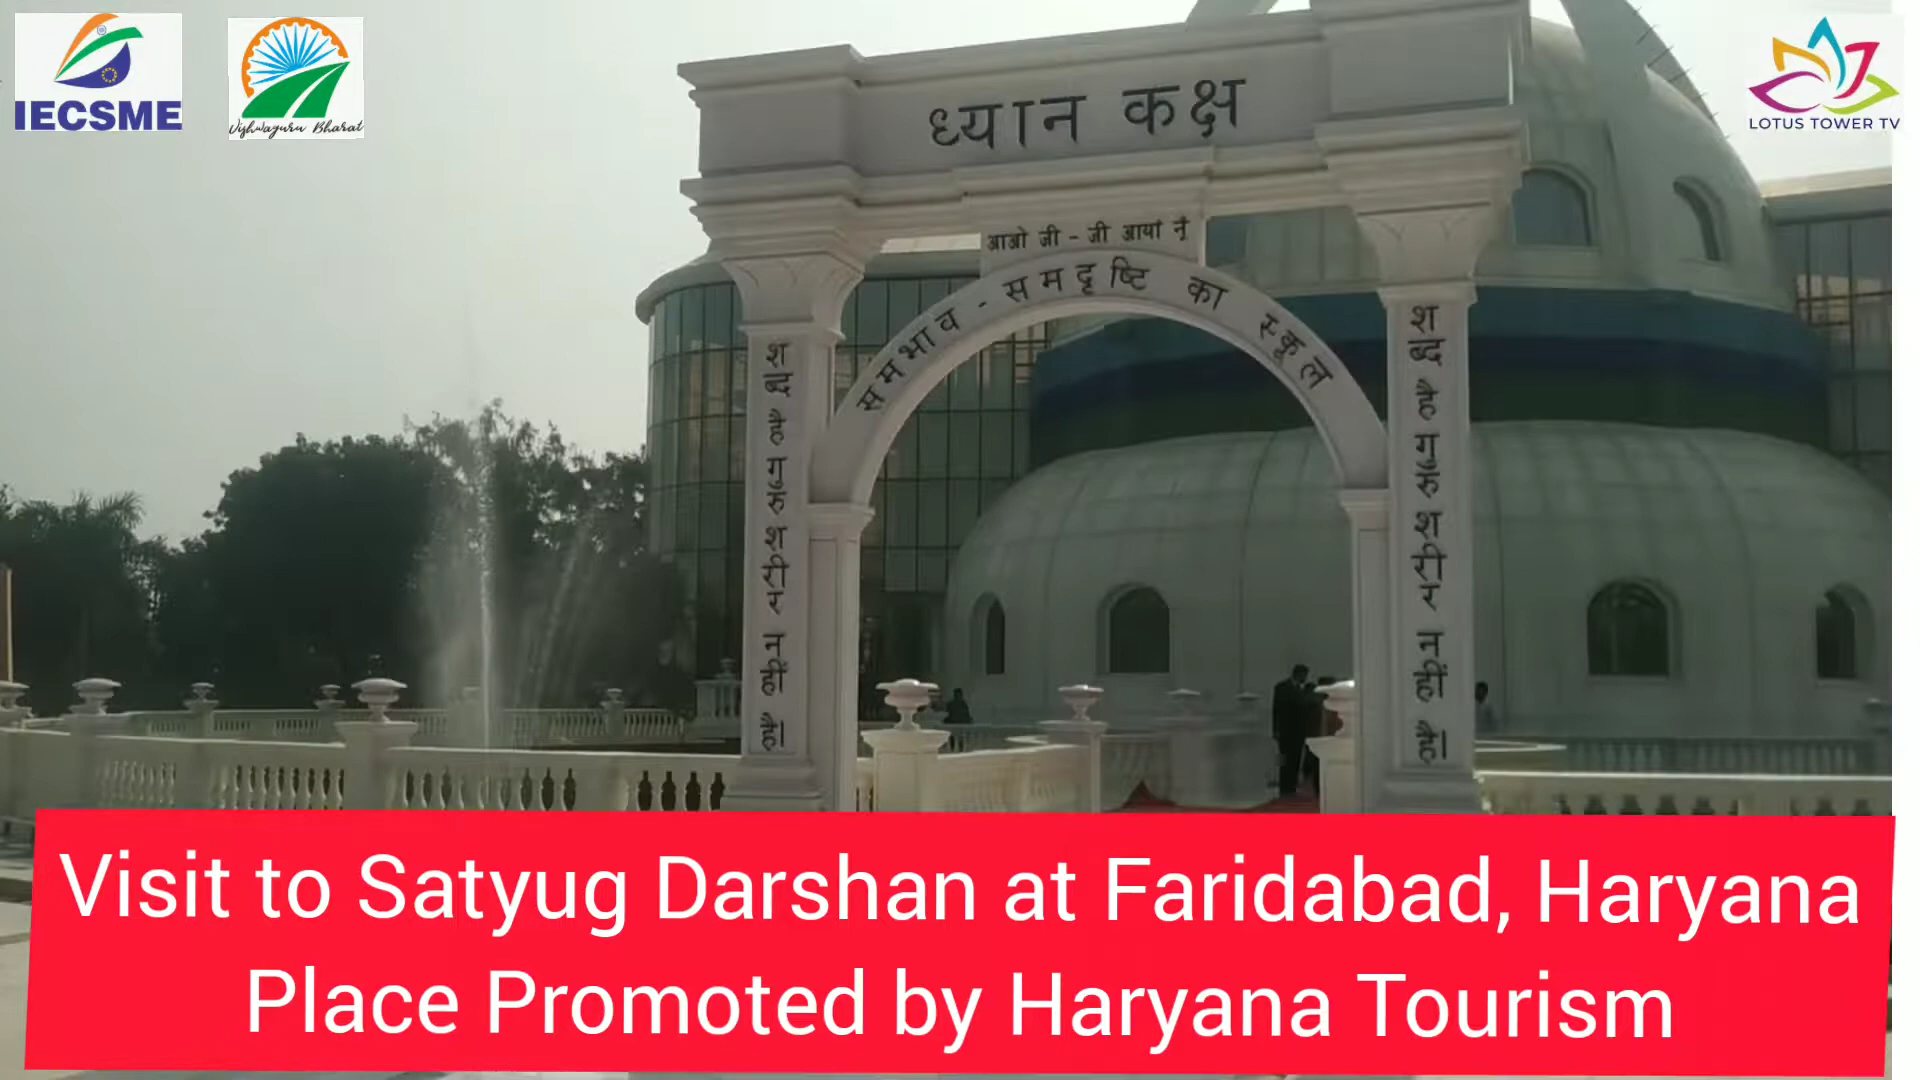 IECSME
Vishwaguru Bharat
LOTUS TOWER TV
ध्यान कक्ष
आओ जी - जी आयां नूँ
समभाव - समदृष्टि का स्कूल
शब्द है गुरु शरीर नहीं है।
शब्द है गुरु शरीर नहीं है।
Visit to Satyug Darshan at Faridabad, Haryana
Place Promoted by Haryana Tourism